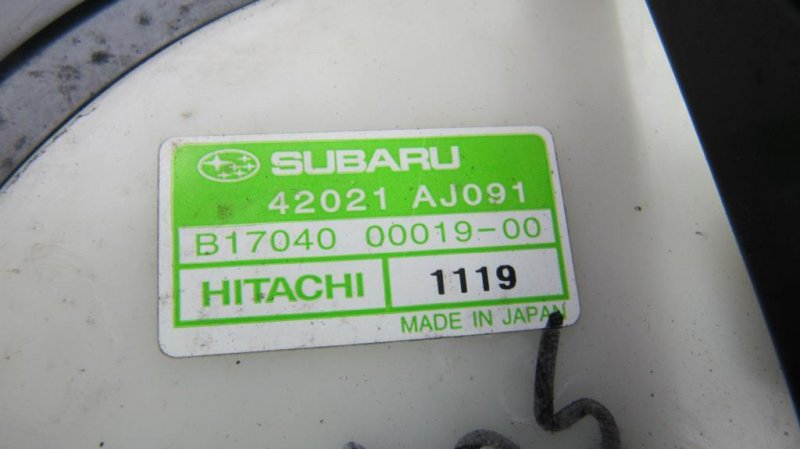 SUBARU
42021 AJ091
B17040 00019-00
HITACHI 1119
MADE IN JAPAN